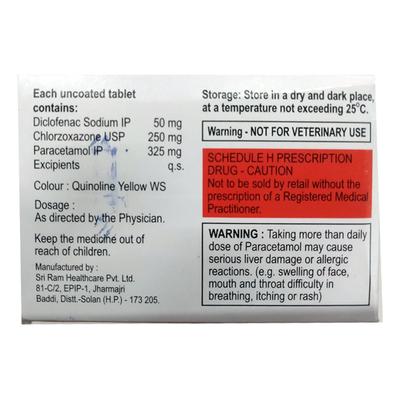 Each uncoated tablet
contains:
Diclofenac Sodium IP 50 mg
Chlorzoxazone USP 250 mg
Paracetamol IP 325 mg
Excipients q.s.
Colour : Quinoline Yellow WS
Dosage :
As directed by the Physician.
Keep the medicine out of
reach of children.
Manufactured by :
Sri Ram Healthcare Pvt. Ltd.
81-C/2, EPIP-1, Jharmajri
Baddi, Distt.-Solan (H.P.) - 173 205.
Storage: Store in a dry and dark place,
at a temperature not exceeding 25°C.
Warning - NOT FOR VETERINARY USE
SCHEDULE H PRESCRIPTION
DRUG - CAUTION
Not to be sold by retail without the
prescription of a Registered Medical
Practitioner.
WARNING : Taking more than daily
dose of Paracetamol may cause
serious liver damage or allergic
reactions. (e.g. swelling of face,
mouth and throat difficulty in
breathing, itching or rash)